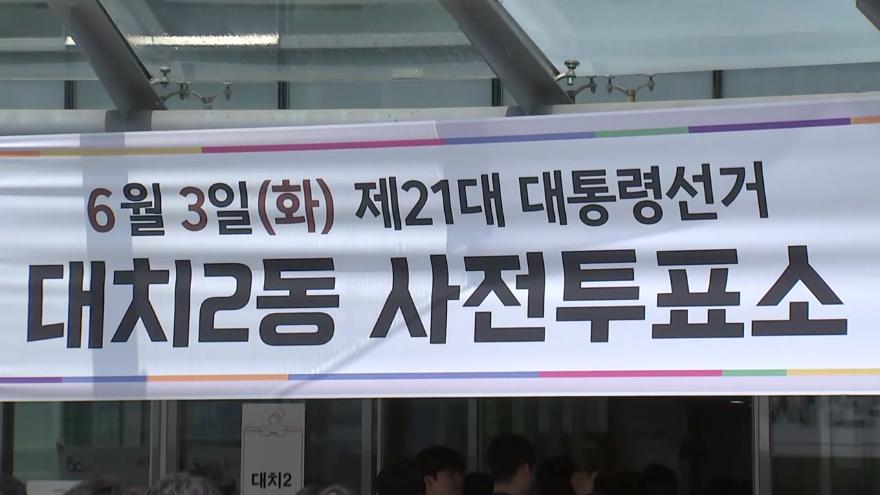 6월 3일(화) 제21대 대통령선거
대치2동 사전투표소
대치2